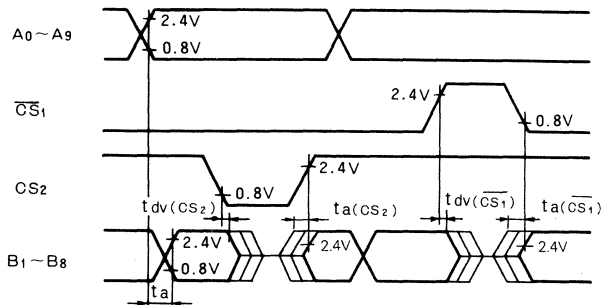 A0~A9
2.4V
0.8V
CS1
2.4V
0.8V
CS2
0.8V
2.4V
tdv(CS2)
ta(CS2)
tdv(CS1)
ta(CS1)
B1~B8
2.4V
0.8V
2.4V
2.4V
ta